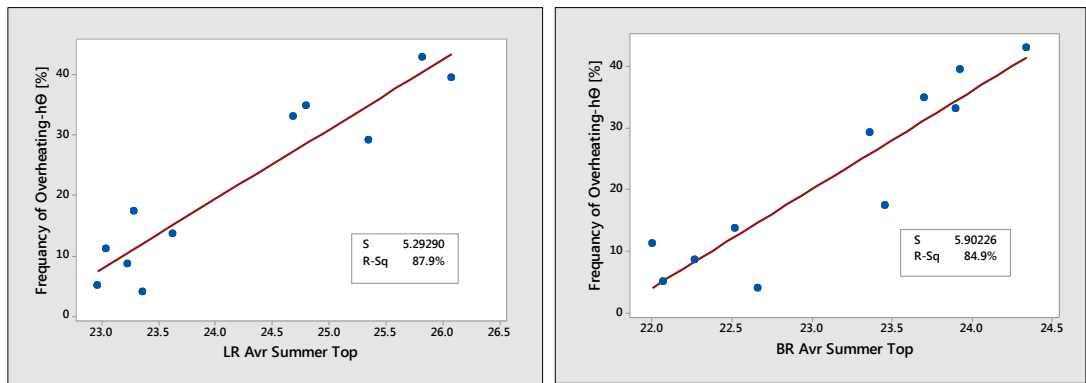 Frequancy of Overheating-hΘ [%]
40
30
20
10
0
S 5.29290
R-Sq 87.9%
23.0 23.5 24.0 24.5 25.0 25.5 26.0 26.5
LR Avr Summer Top
Frequancy of Overheating-hΘ [%]
40
30
20
10
0
S 5.90226
R-Sq 84.9%
22.0 22.5 23.0 23.5 24.0 24.5
BR Avr Summer Top